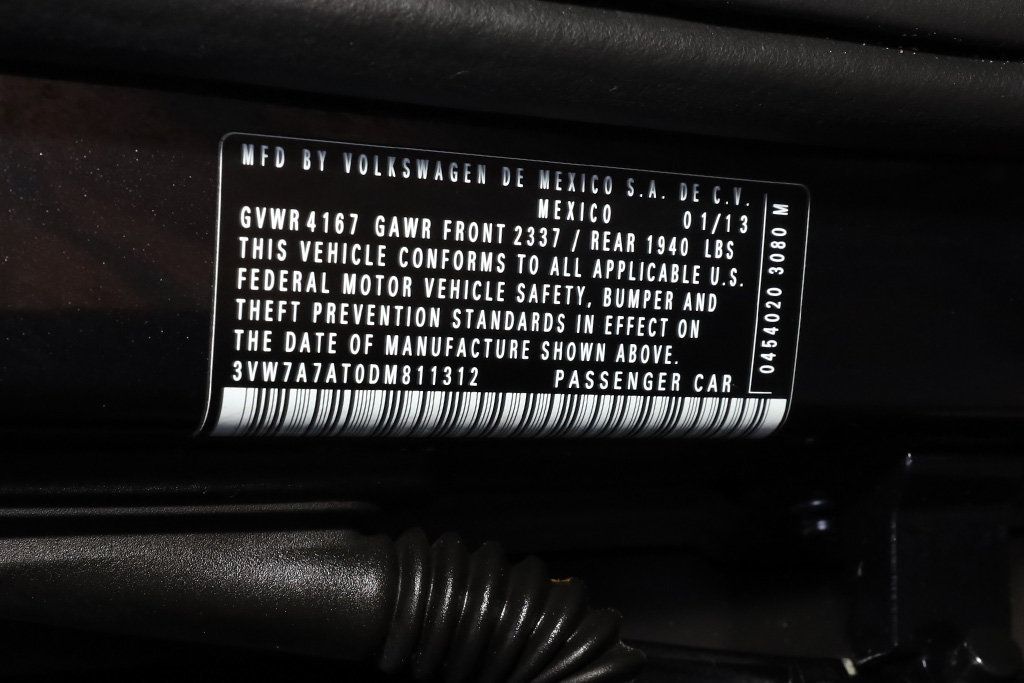 MFD BY VOLKSWAGEN DE MEXICO S.A. DE C.V.
MEXICO 01/13
GVWR 4167 GAWR FRONT 2337 / REAR 1940 LBS
THIS VEHICLE CONFORMS TO ALL APPLICABLE U.S.
FEDERAL MOTOR VEHICLE SAFETY, BUMPER AND
THEFT PREVENTION STANDARDS IN EFFECT ON
THE DATE OF MANUFACTURE SHOWN ABOVE.
3VW7A7AT0DM811312 PASSENGER CAR
0454020 3080 M